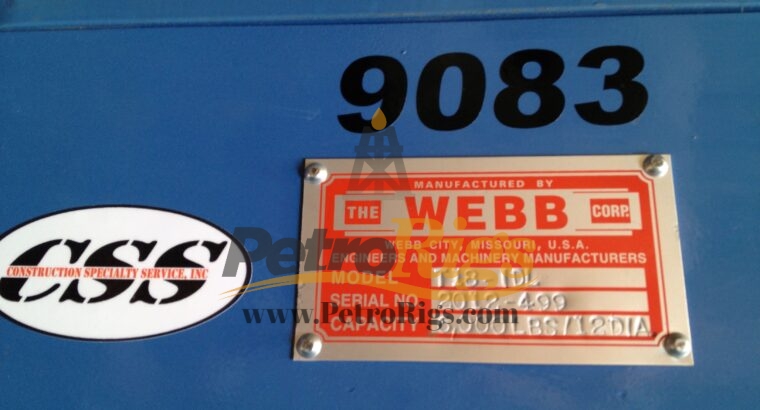 9083
MANUFACTURED BY
THE WEBB CORP.
WEBB CITY, MISSOURI, U.S.A.
ENGINEERS AND MACHINERY MANUFACTURERS
MODEL
SERIAL NO. 2012-499
CAPACITY
CSS
CONSTRUCTION SPECIALTY SERVICE, INC
PetroRigs
www.PetroRigs.com